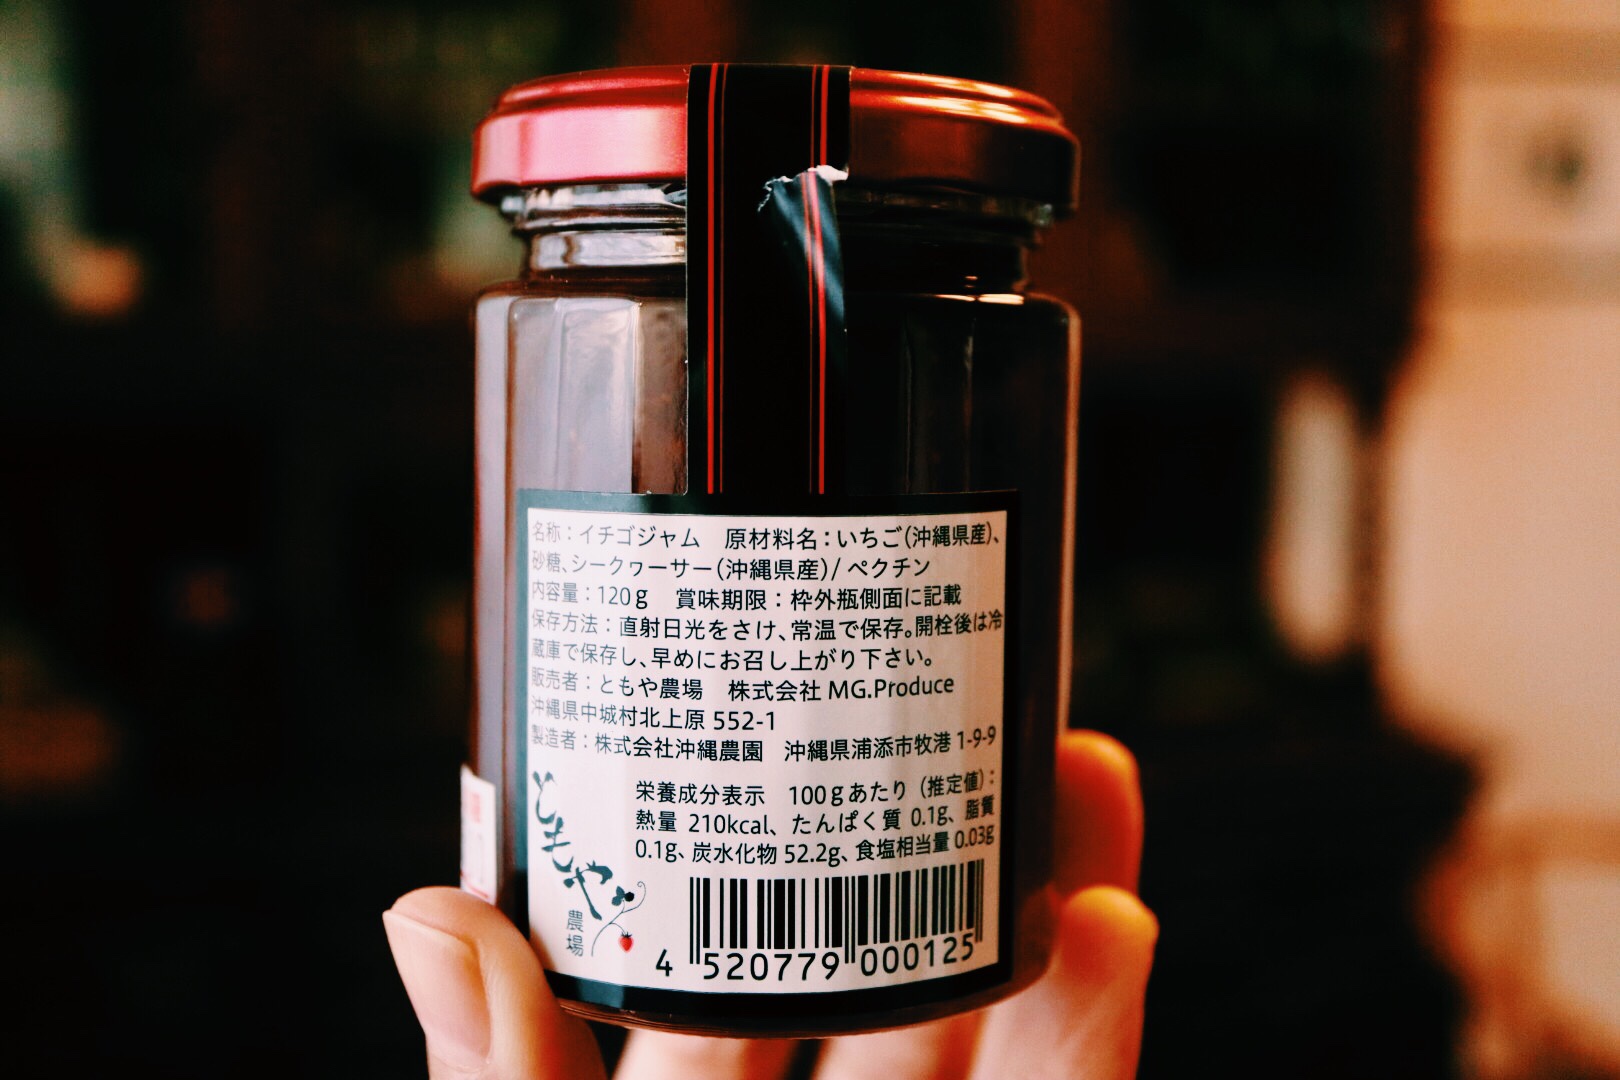 名称：イチゴジャム　原材料名：いちご（沖縄県産）、
砂糖、シークヮーサー（沖縄県産）/ ペクチン
内容量：120g　賞味期限：枠外瓶側面に記載
保存方法：直射日光をさけ、常温で保存。開栓後は冷
蔵庫で保存し、早めにお召し上がり下さい。
販売者：ともや農場　株式会社 MG.Produce
沖縄県中城村北上原 552-1
製造者：株式会社沖縄農園　沖縄県浦添市牧港 1-9-9
栄養成分表示　100gあたり（推定値）：
熱量 210kcal、たんぱく質 0.1g、脂質
0.1g、炭水化物 52.2g、食塩相当量 0.03g
ともや
農場
4 520779 000125